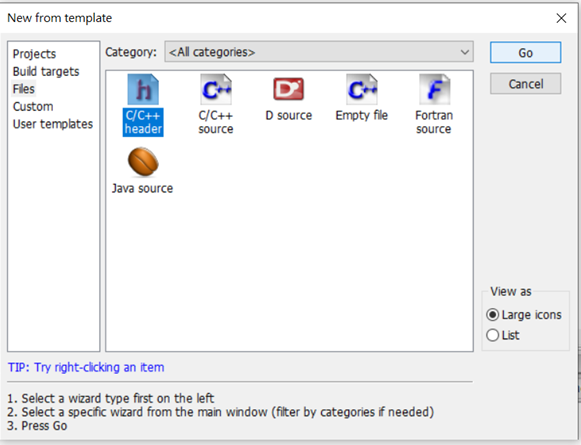 New from template
Projects
Build targets
Files
Custom
User templates
Category:
<All categories>
Go
Cancel
C/C++
header
C/C++
source
D source
Empty file
Fortran
source
Java source
View as
Large icons
List
TIP: Try right-clicking an item
1. Select a wizard type first on the left
2. Select a specific wizard from the main window (filter by categories if needed)
3. Press Go